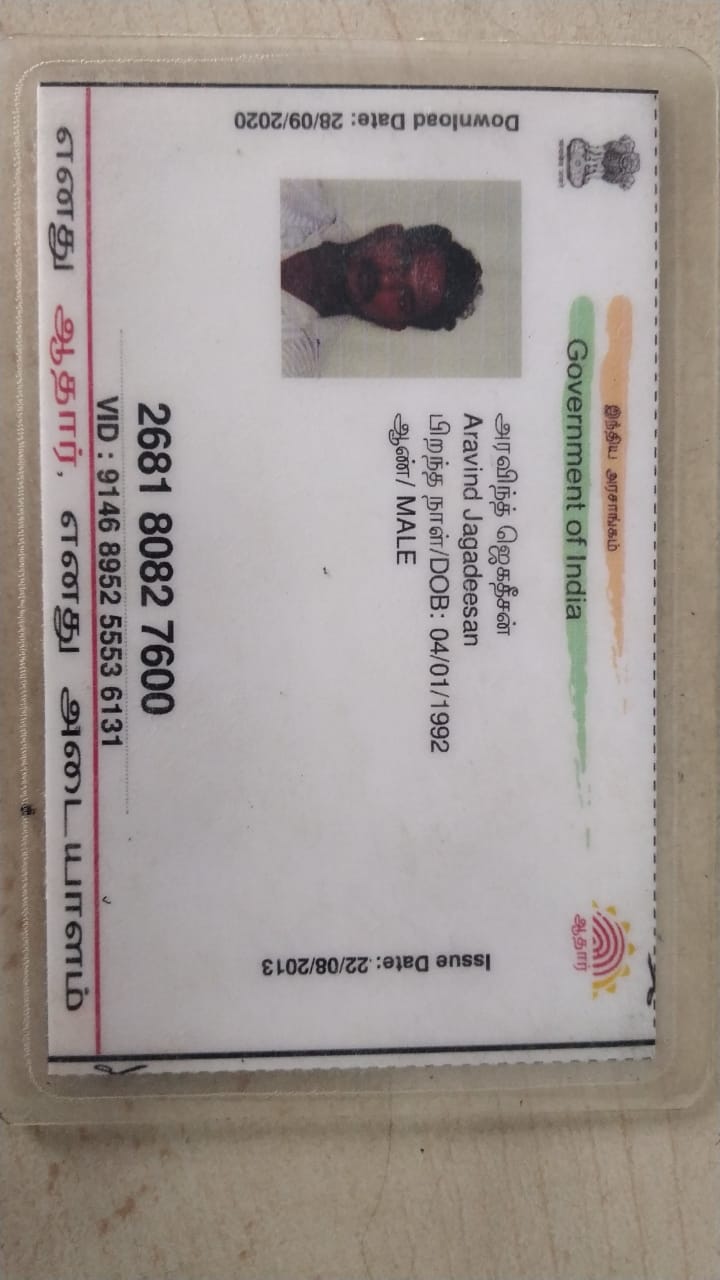 இந்திய அரசாங்கம்
Government of India
ஆதார்
Download Date: 28/09/2020
Issue Date: 22/08/2013
அரவிந்த் ஜெகதீசன்
Aravind Jagadeesan
பிறந்த நாள்/DOB: 04/01/1992
ஆண்/ MALE
2681 8082 7600
VID : 9146 8952 5553 6131
எனது ஆதார், எனது அடையாளம்